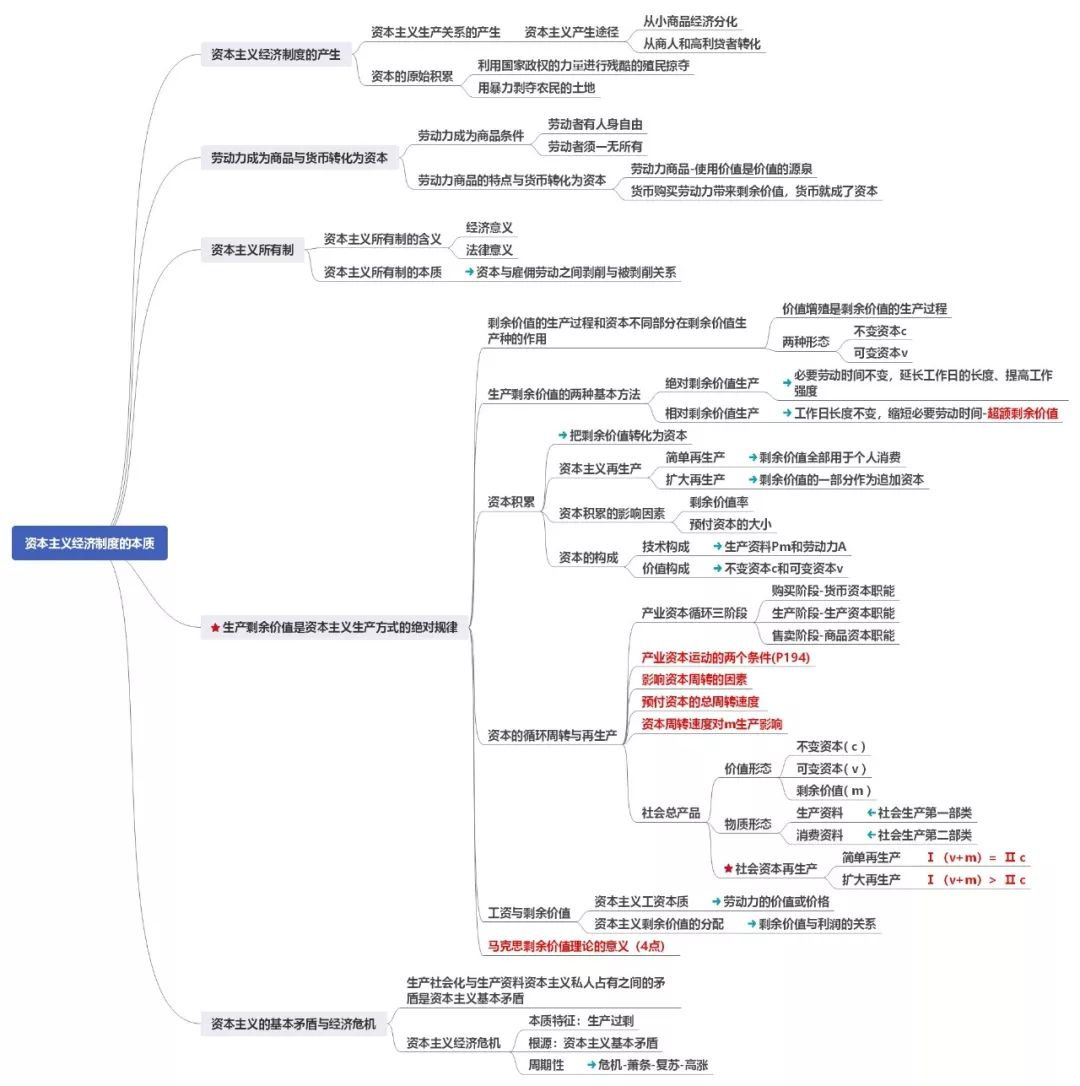 资本主义经济制度的本质
资本主义经济制度的产生
资本主义生产关系的产生
资本主义产生途径
从小商品经济分化
从商人和高利贷者转化
资本的原始积累
利用国家政权的力量进行残酷的殖民掠夺
用暴力剥夺农民的土地
劳动力成为商品与货币转化为资本
劳动力成为商品条件
劳动者有人身自由
劳动者须一无所有
劳动力商品的特点与货币转化为资本
劳动力商品-使用价值是价值的源泉
货币购买劳动力带来剩余价值，货币就成了资本
资本主义所有制
资本主义所有制的含义
经济意义
法律意义
资本主义所有制的本质
资本与雇佣劳动之间剥削与被剥削关系
生产剩余价值是资本主义生产方式的绝对规律
剩余价值的生产过程和资本不同部分在剩余价值生
产种的作用
价值增殖是剩余价值的生产过程
两种形态
不变资本c
可变资本v
生产剩余价值的两种基本方法
绝对剩余价值生产
必要劳动时间不变，延长工作日的长度、提高工作
强度
相对剩余价值生产
工作日长度不变，缩短必要劳动时间-超额剩余价值
资本积累
把剩余价值转化为资本
资本主义再生产
简单再生产
剩余价值全部用于个人消费
扩大再生产
剩余价值的一部分作为追加资本
资本积累的影响因素
剩余价值率
预付资本的大小
资本的构成
技术构成
生产资料Pm和劳动力A
价值构成
不变资本c和可变资本v
资本的循环周转与再生产
产业资本循环三阶段
购买阶段-货币资本职能
生产阶段-生产资本职能
售卖阶段-商品资本职能
产业资本运动的两个条件(P194)
影响资本周转的因素
预付资本的总周转速度
资本周转速度对m生产影响
社会总产品
价值形态
不变资本( c )
可变资本( v )
剩余价值( m )
物质形态
生产资料
社会生产第一部类
消费资料
社会生产第二部类
社会资本再生产
简单再生产
Ⅰ（v+m）= Ⅱ c
扩大再生产
Ⅰ（v+m）> Ⅱ c
工资与剩余价值
资本主义工资本质
劳动力的价值或价格
资本主义剩余价值的分配
剩余价值与利润的关系
马克思剩余价值理论的意义（4点）
资本主义的基本矛盾与经济危机
生产社会化与生产资料资本主义私人占有之间的矛
盾是资本主义基本矛盾
资本主义经济危机
本质特征：生产过剩
根源：资本主义基本矛盾
周期性
危机-萧条-复苏-高涨